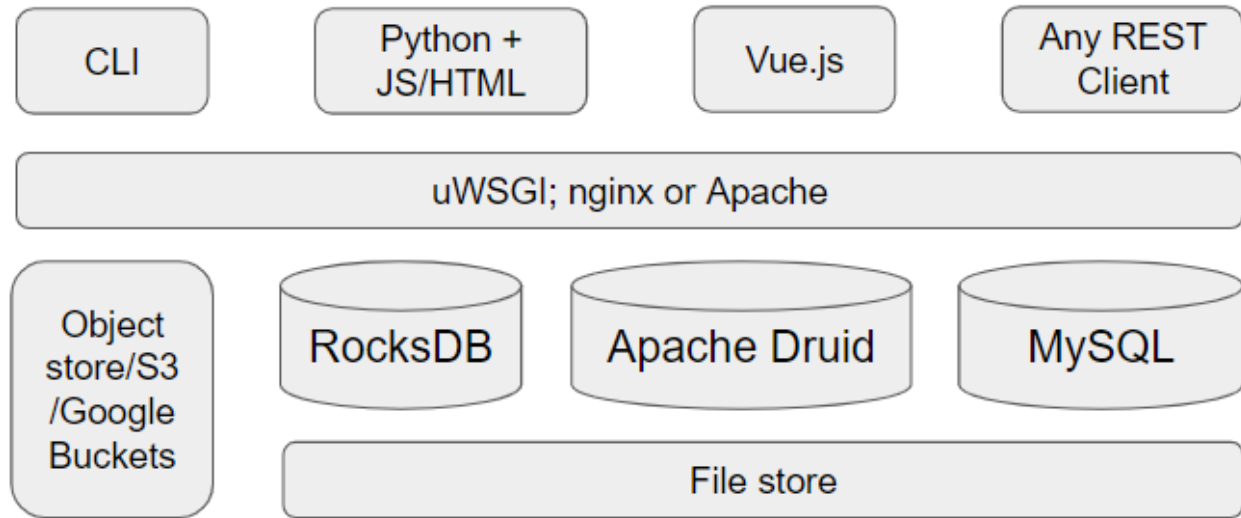 CLI
Python +
JS/HTML
Vue.js
Any REST
Client
uWSGI; nginx or Apache
Object
store/S3
/Google
Buckets
RocksDB
Apache Druid
MySQL
File store